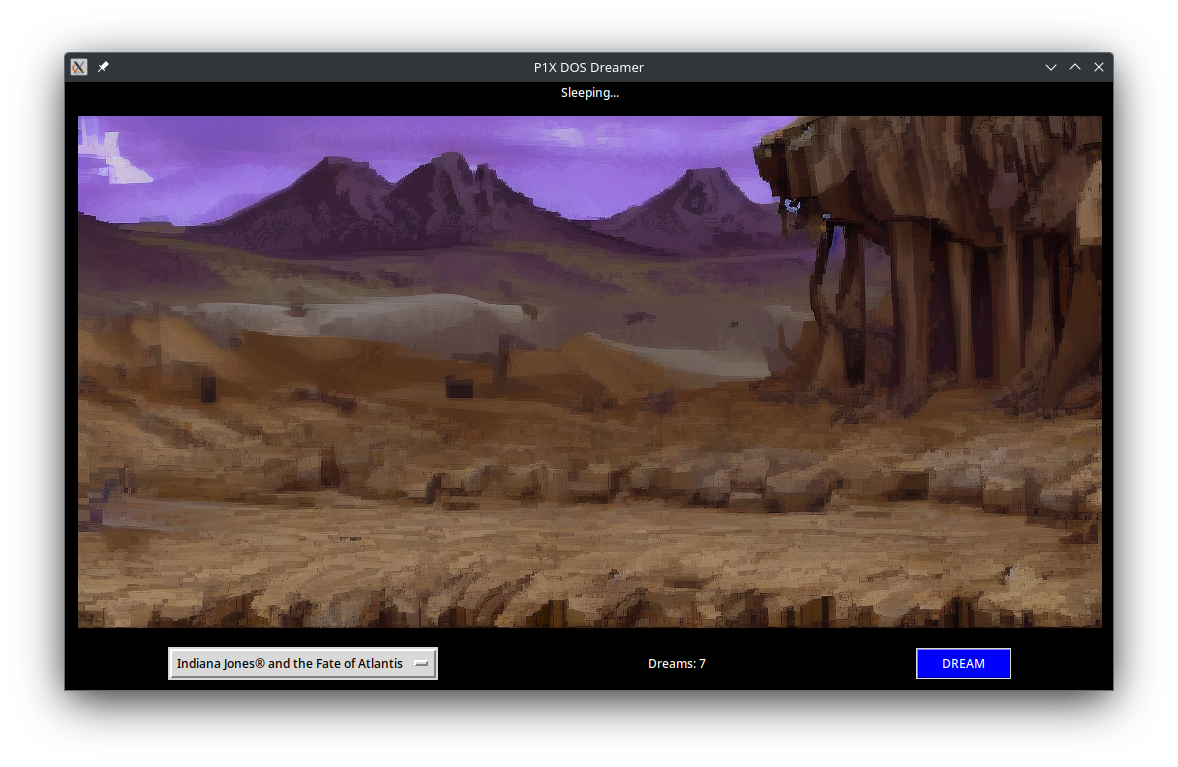 P1X DOS Dreamer
Sleeping...
Indiana Jones® and the Fate of Atlantis
Dreams: 7
DREAM